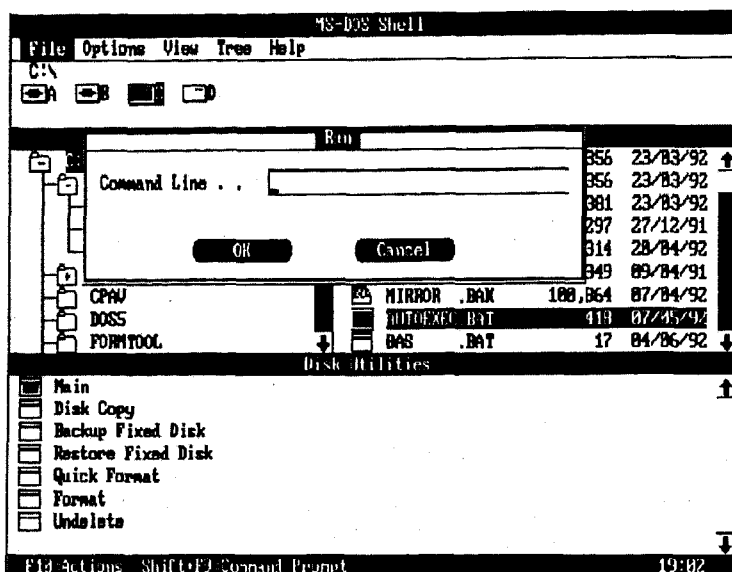 MS-DOS Shell
File Options View Tree Help
C:\
A B D
Run
Command Line . .
OK Cancel
356 23/03/92
356 23/03/92
381 23/03/92
297 27/12/91
314 28/04/92
349 09/04/91
CPAV MIRROR .BAK 100,864 07/04/92
DOS5 AUTOEXEC.BAT 419 07/05/92
FORMTOOL BAS .BAT 17 04/06/92
Disk Utilities
Main
Disk Copy
Backup Fixed Disk
Restore Fixed Disk
Quick Format
Format
Undelete
F10=Actions Shift+F9=Command Prompt 19:02